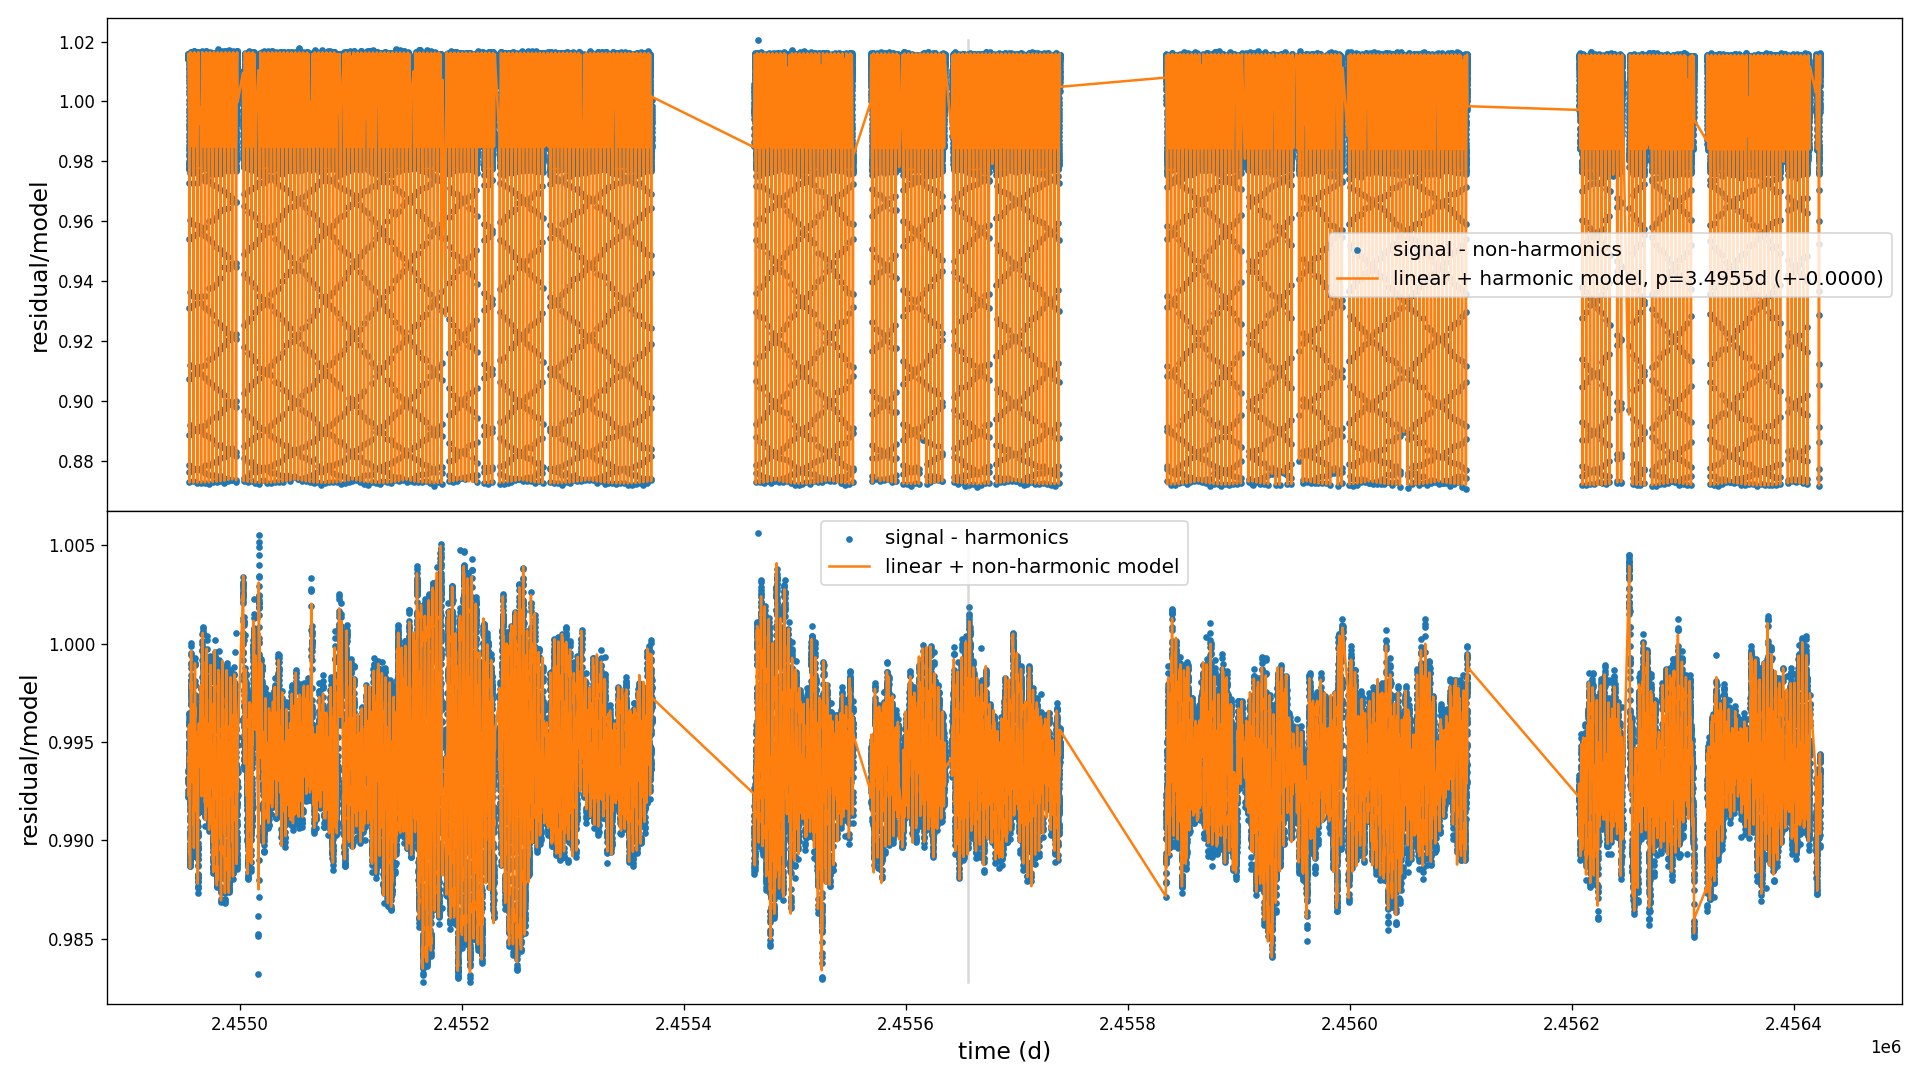 1.02
1.00
0.98
0.96
0.94
0.92
0.90
0.88
residual/model
signal - non-harmonics
linear + harmonic model, p=3.4955d (+-0.0000)
signal - harmonics
linear + non-harmonic model
1.005
1.000
0.995
0.990
0.985
residual/model
2.4550 2.4552 2.4554 2.4556 2.4558 2.4560 2.4562 2.4564
1e6
time (d)